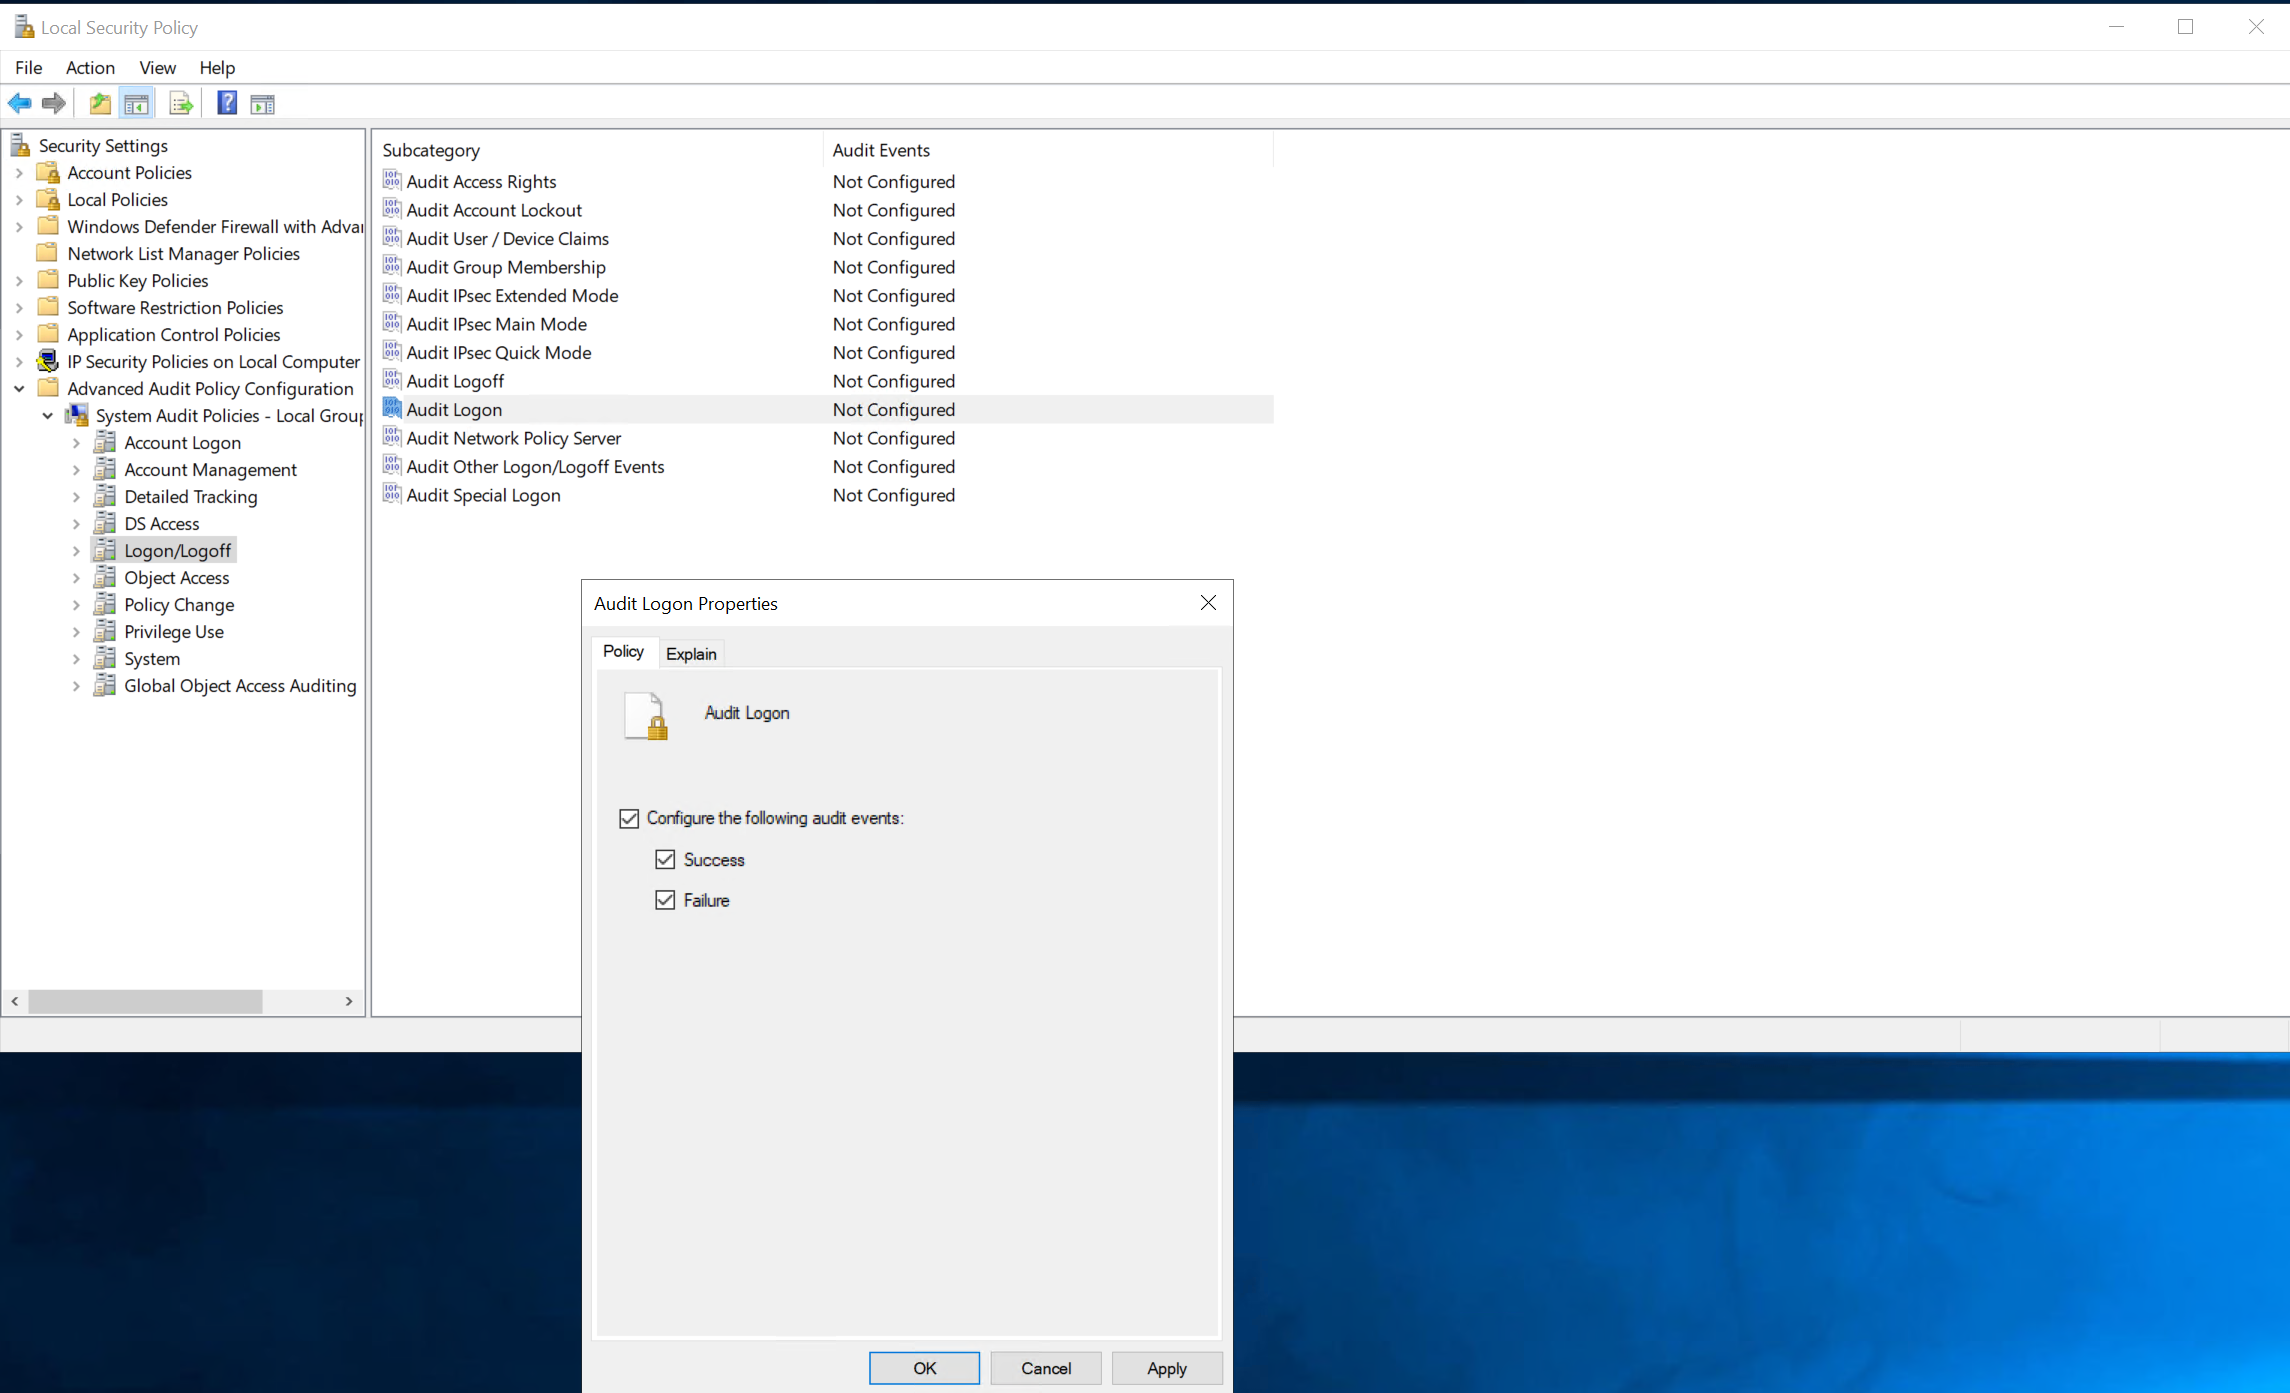 Local Security Policy
File Action View Help
Security Settings
Account Policies
Local Policies
Windows Defender Firewall with Advai
Network List Manager Policies
Public Key Policies
Software Restriction Policies
Application Control Policies
IP Security Policies on Local Computer
Advanced Audit Policy Configuration
System Audit Policies - Local Group
Account Logon
Account Management
Detailed Tracking
DS Access
Logon/Logoff
Object Access
Policy Change
Privilege Use
System
Global Object Access Auditing
Subcategory Audit Events
Audit Access Rights Not Configured
Audit Account Lockout Not Configured
Audit User / Device Claims Not Configured
Audit Group Membership Not Configured
Audit IPsec Extended Mode Not Configured
Audit IPsec Main Mode Not Configured
Audit IPsec Quick Mode Not Configured
Audit Logoff Not Configured
Audit Logon Not Configured
Audit Network Policy Server Not Configured
Audit Other Logon/Logoff Events Not Configured
Audit Special Logon Not Configured
Audit Logon Properties
Policy Explain
Audit Logon
Configure the following audit events:
Success
Failure
OK Cancel Apply